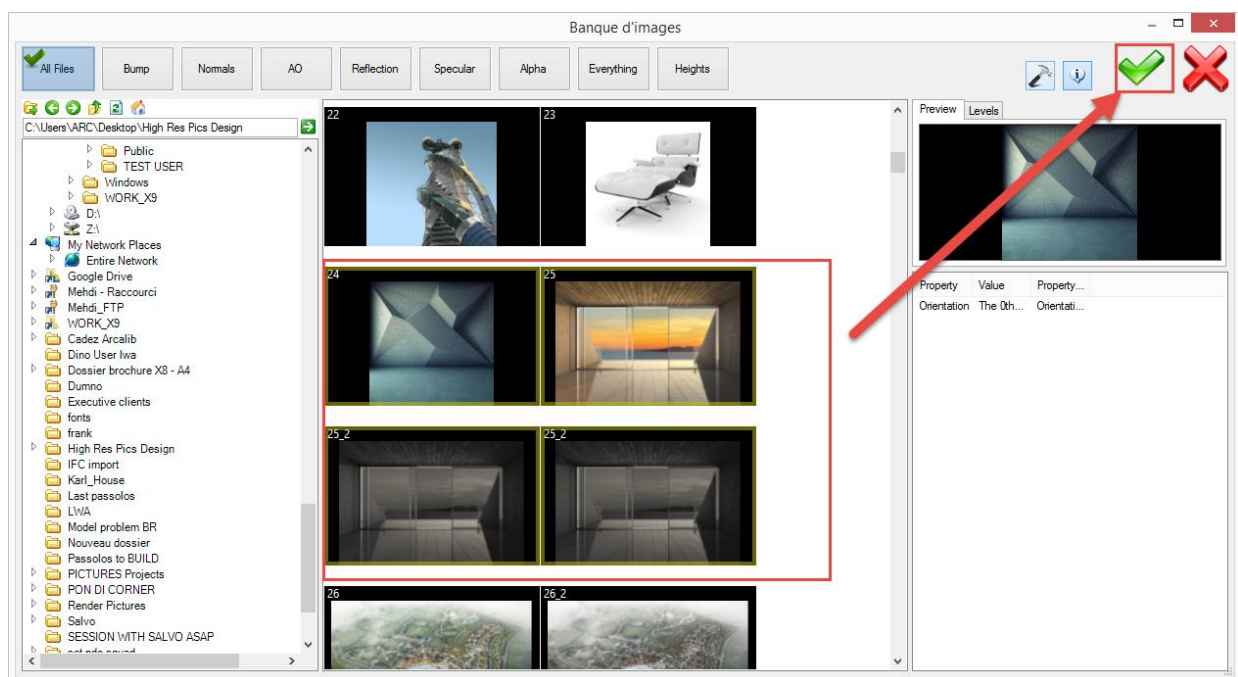 Banque d'images
All Files
Bump
Normals
AO
Reflection
Specular
Alpha
Everything
Heights
C:\Users\ARC\Desktop\High Res Pics Design
Public
TEST USER
Windows
WORK_X9
D:\
Z:\
My Network Places
Entire Network
Google Drive
Mehdi - Raccourci
Mehdi_FTP
WORK_X9
Cadez Arcalib
Dino User Iwa
Dossier brochure X8 - A4
Dumno
Executive clients
fonts
frank
High Res Pics Design
IFC import
Karl_House
Last passolos
LWA
Model problem BR
Nouveau dossier
Passolos to BUILD
PICTURES Projects
PON DI CORNER
Render Pictures
Salvo
SESSION WITH SALVO ASAP
22
23
24
25
25_2
25_2
26
26_2
Preview
Levels
Property Value Property...
Orientation The 0th... Orientati...